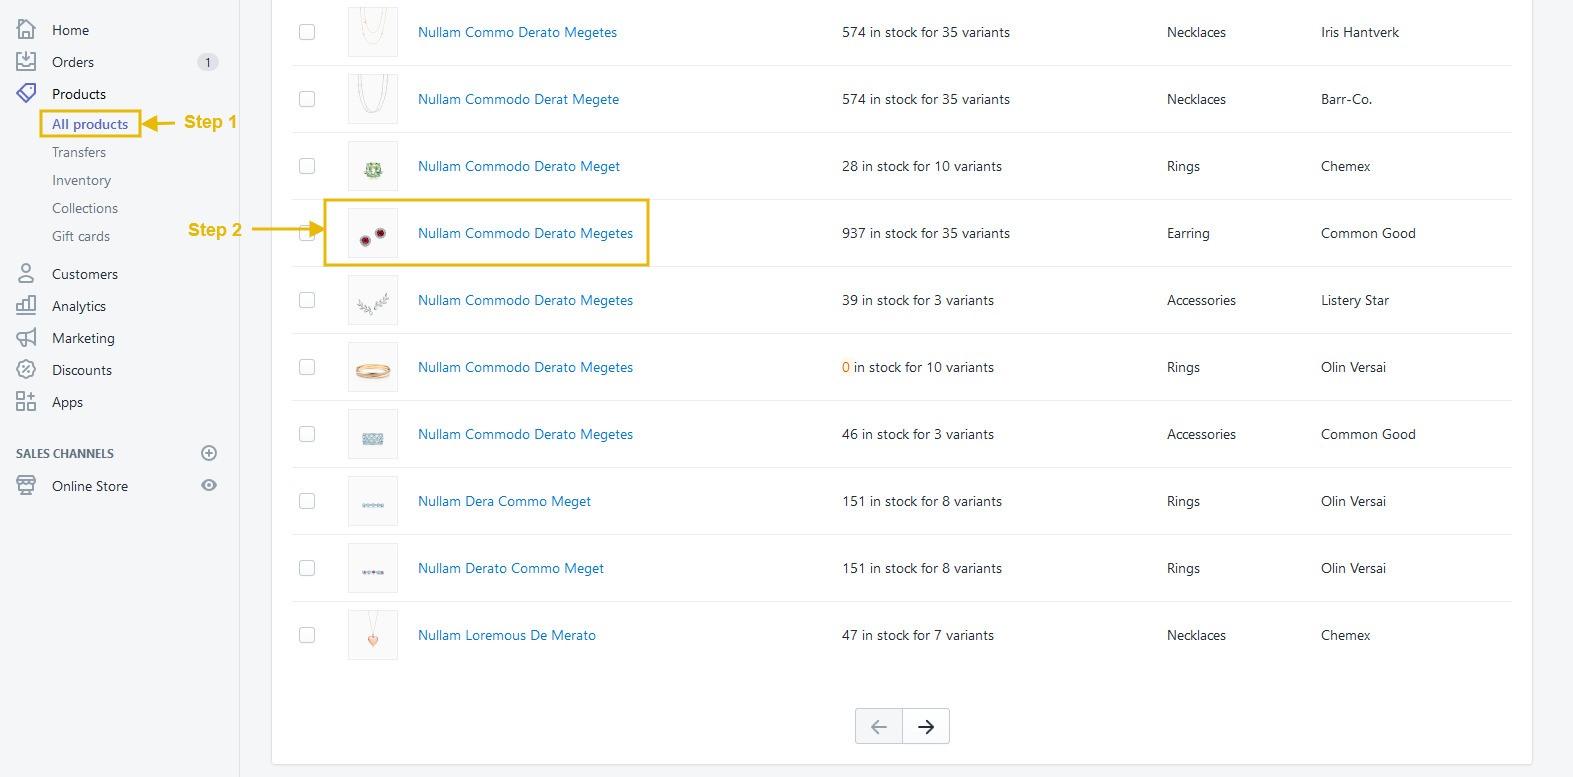 Home
Orders 1
Products
All products Step 1
Transfers
Inventory
Collections
Gift cards
Step 2
Customers
Analytics
Marketing
Discounts
Apps
SALES CHANNELS
Online Store
Nullam Commo Derato Megetes 574 in stock for 35 variants Necklaces Iris Hantverk
Nullam Commodo Derat Megete 574 in stock for 35 variants Necklaces Barr-Co.
Nullam Commodo Derato Meget 28 in stock for 10 variants Rings Chemex
Nullam Commodo Derato Megetes 937 in stock for 35 variants Earring Common Good
Nullam Commodo Derato Megetes 39 in stock for 3 variants Accessories Listery Star
Nullam Commodo Derato Megetes 0 in stock for 10 variants Rings Olin Versai
Nullam Commodo Derato Megetes 46 in stock for 3 variants Accessories Common Good
Nullam Dera Commo Meget 151 in stock for 8 variants Rings Olin Versai
Nullam Derato Commo Meget 151 in stock for 8 variants Rings Olin Versai
Nullam Loremous De Merato 47 in stock for 7 variants Necklaces Chemex